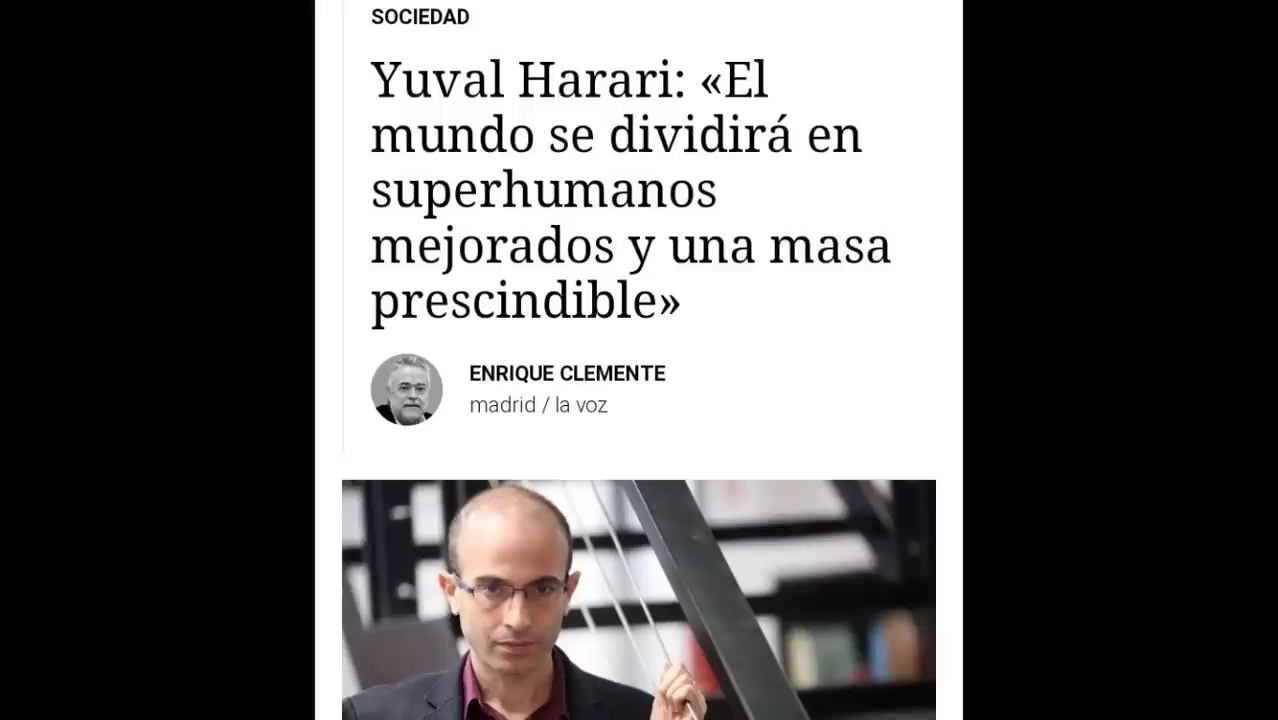 SOCIEDAD
Yuval Harari: «El
mundo se dividirá en
superhumanos
mejorados y una masa
prescindible»
ENRIQUE CLEMENTE
madrid / la voz